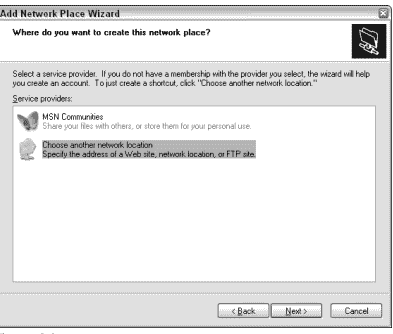 Add Network Place Wizard
Where do you want to create this network place?
Select a service provider. If you do not have a membership with the provider you select, the wizard will help
you create an account. To just create a shortcut, click "Choose another network location."
Service providers:
MSN Communities
Share your files with others, or store them for your personal use.
Choose another network location
Specify the address of a Web site, network location, or FTP site.
< Back
Next >
Cancel